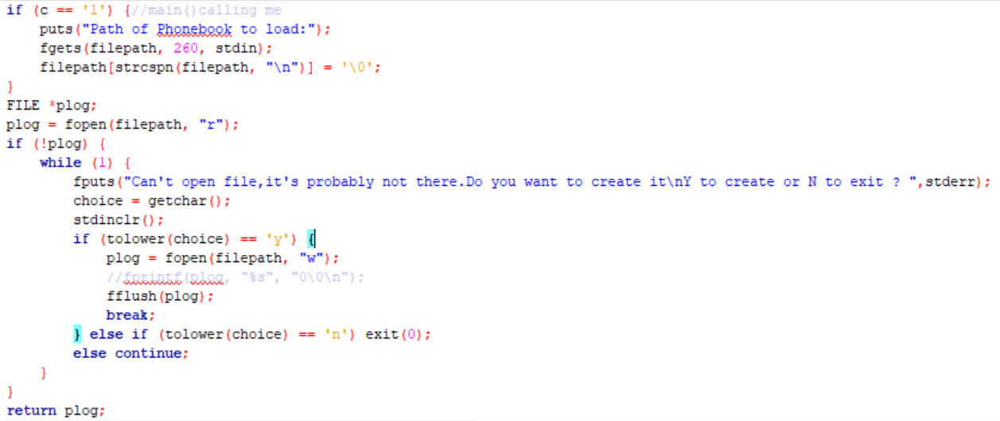 if (c == 'l') {//main()calling me
    puts("Path of Phonebook to load:");
    fgets(filepath, 260, stdin);
    filepath[strcspn(filepath, "\n")] = '\0';
}
FILE *plog;
plog = fopen(filepath, "r");
if (!plog) {
    while (1) {
        fputs("Can't open file,it's probably not there.Do you want to create it\nY to create or N to exit ? ",stderr);
        choice = getchar();
        stdinclr();
        if (tolower(choice) == 'y') {
            plog = fopen(filepath, "w");
            //fprintf(plog, "%s", "0\0\n");
            fflush(plog);
            break;
        } else if (tolower(choice) == 'n') exit(0);
        else continue;
    }
}
return plog;